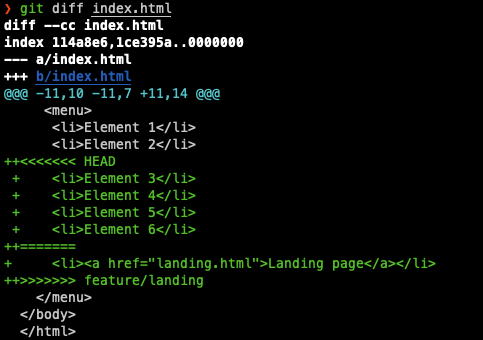 ❯ git diff index.html
diff --cc index.html
index 114a8e6,1ce395a..0000000
--- a/index.html
+++ b/index.html
@@@ -11,10 -11,7 +11,14 @@@
     <menu>
      <li>Element 1</li>
      <li>Element 2</li>
++<<<<<<< HEAD
 +    <li>Element 3</li>
 +    <li>Element 4</li>
 +    <li>Element 5</li>
 +    <li>Element 6</li>
++=======
+     <li><a href="landing.html">Landing page</a></li>
++>>>>>>> feature/landing
    </menu>
  </body>
  </html>